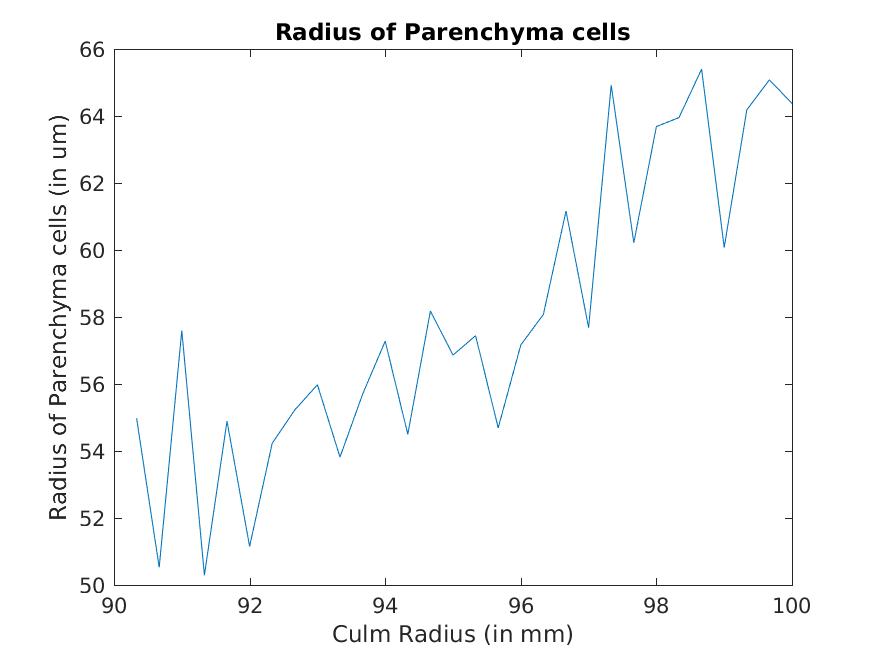 Radius of Parenchyma cells
66
64
62
60
58
56
54
52
50
Radius of Parenchyma cells (in um)
90 92 94 96 98 100
Culm Radius (in mm)